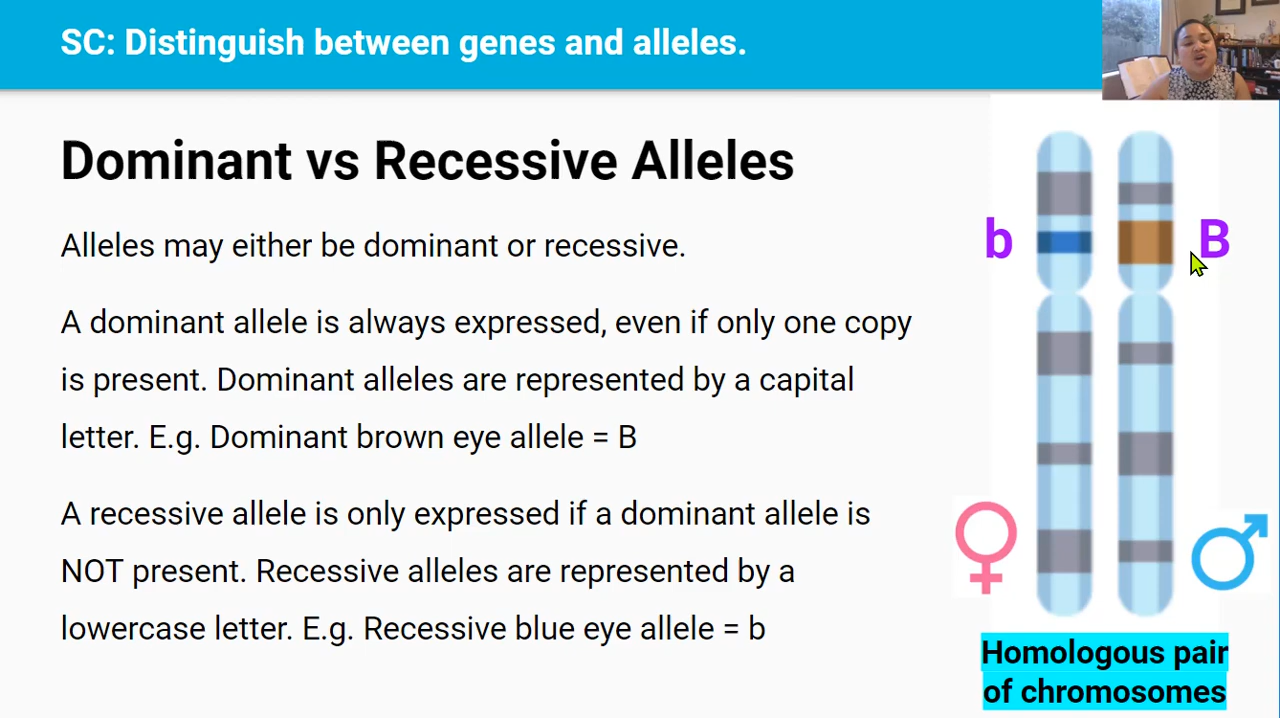 SC: Distinguish between genes and alleles.
Dominant vs Recessive Alleles
Alleles may either be dominant or recessive.
A dominant allele is always expressed, even if only one copy
is present. Dominant alleles are represented by a capital
letter. E.g. Dominant brown eye allele = B
A recessive allele is only expressed if a dominant allele is
NOT present. Recessive alleles are represented by a
lowercase letter. E.g. Recessive blue eye allele = b
b
B
Homologous pair
of chromosomes